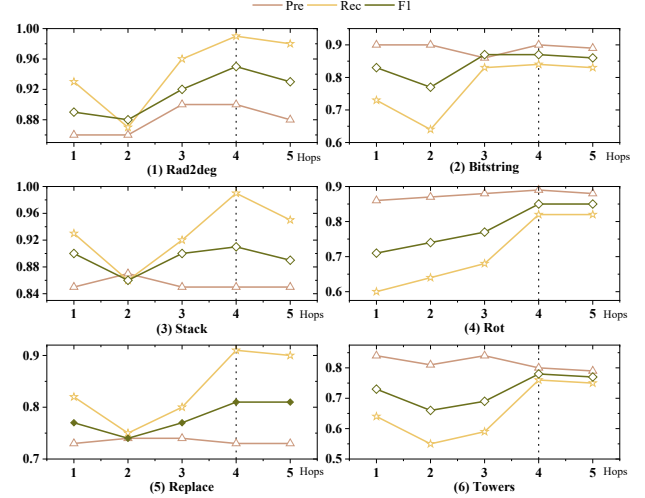 Pre Rec F1
1.00 0.96 0.92 0.88
1 2 3 4 5 Hops
(1) Rad2deg
0.9 0.8 0.7 0.6
1 2 3 4 5 Hops
(2) Bitstring
1.00 0.96 0.92 0.88 0.84
1 2 3 4 5 Hops
(3) Stack
0.9 0.8 0.7 0.6
1 2 3 4 5 Hops
(4) Rot
0.9 0.8 0.7
1 2 3 4 5 Hops
(5) Replace
0.8 0.7 0.6 0.5
1 2 3 4 5 Hops
(6) Towers